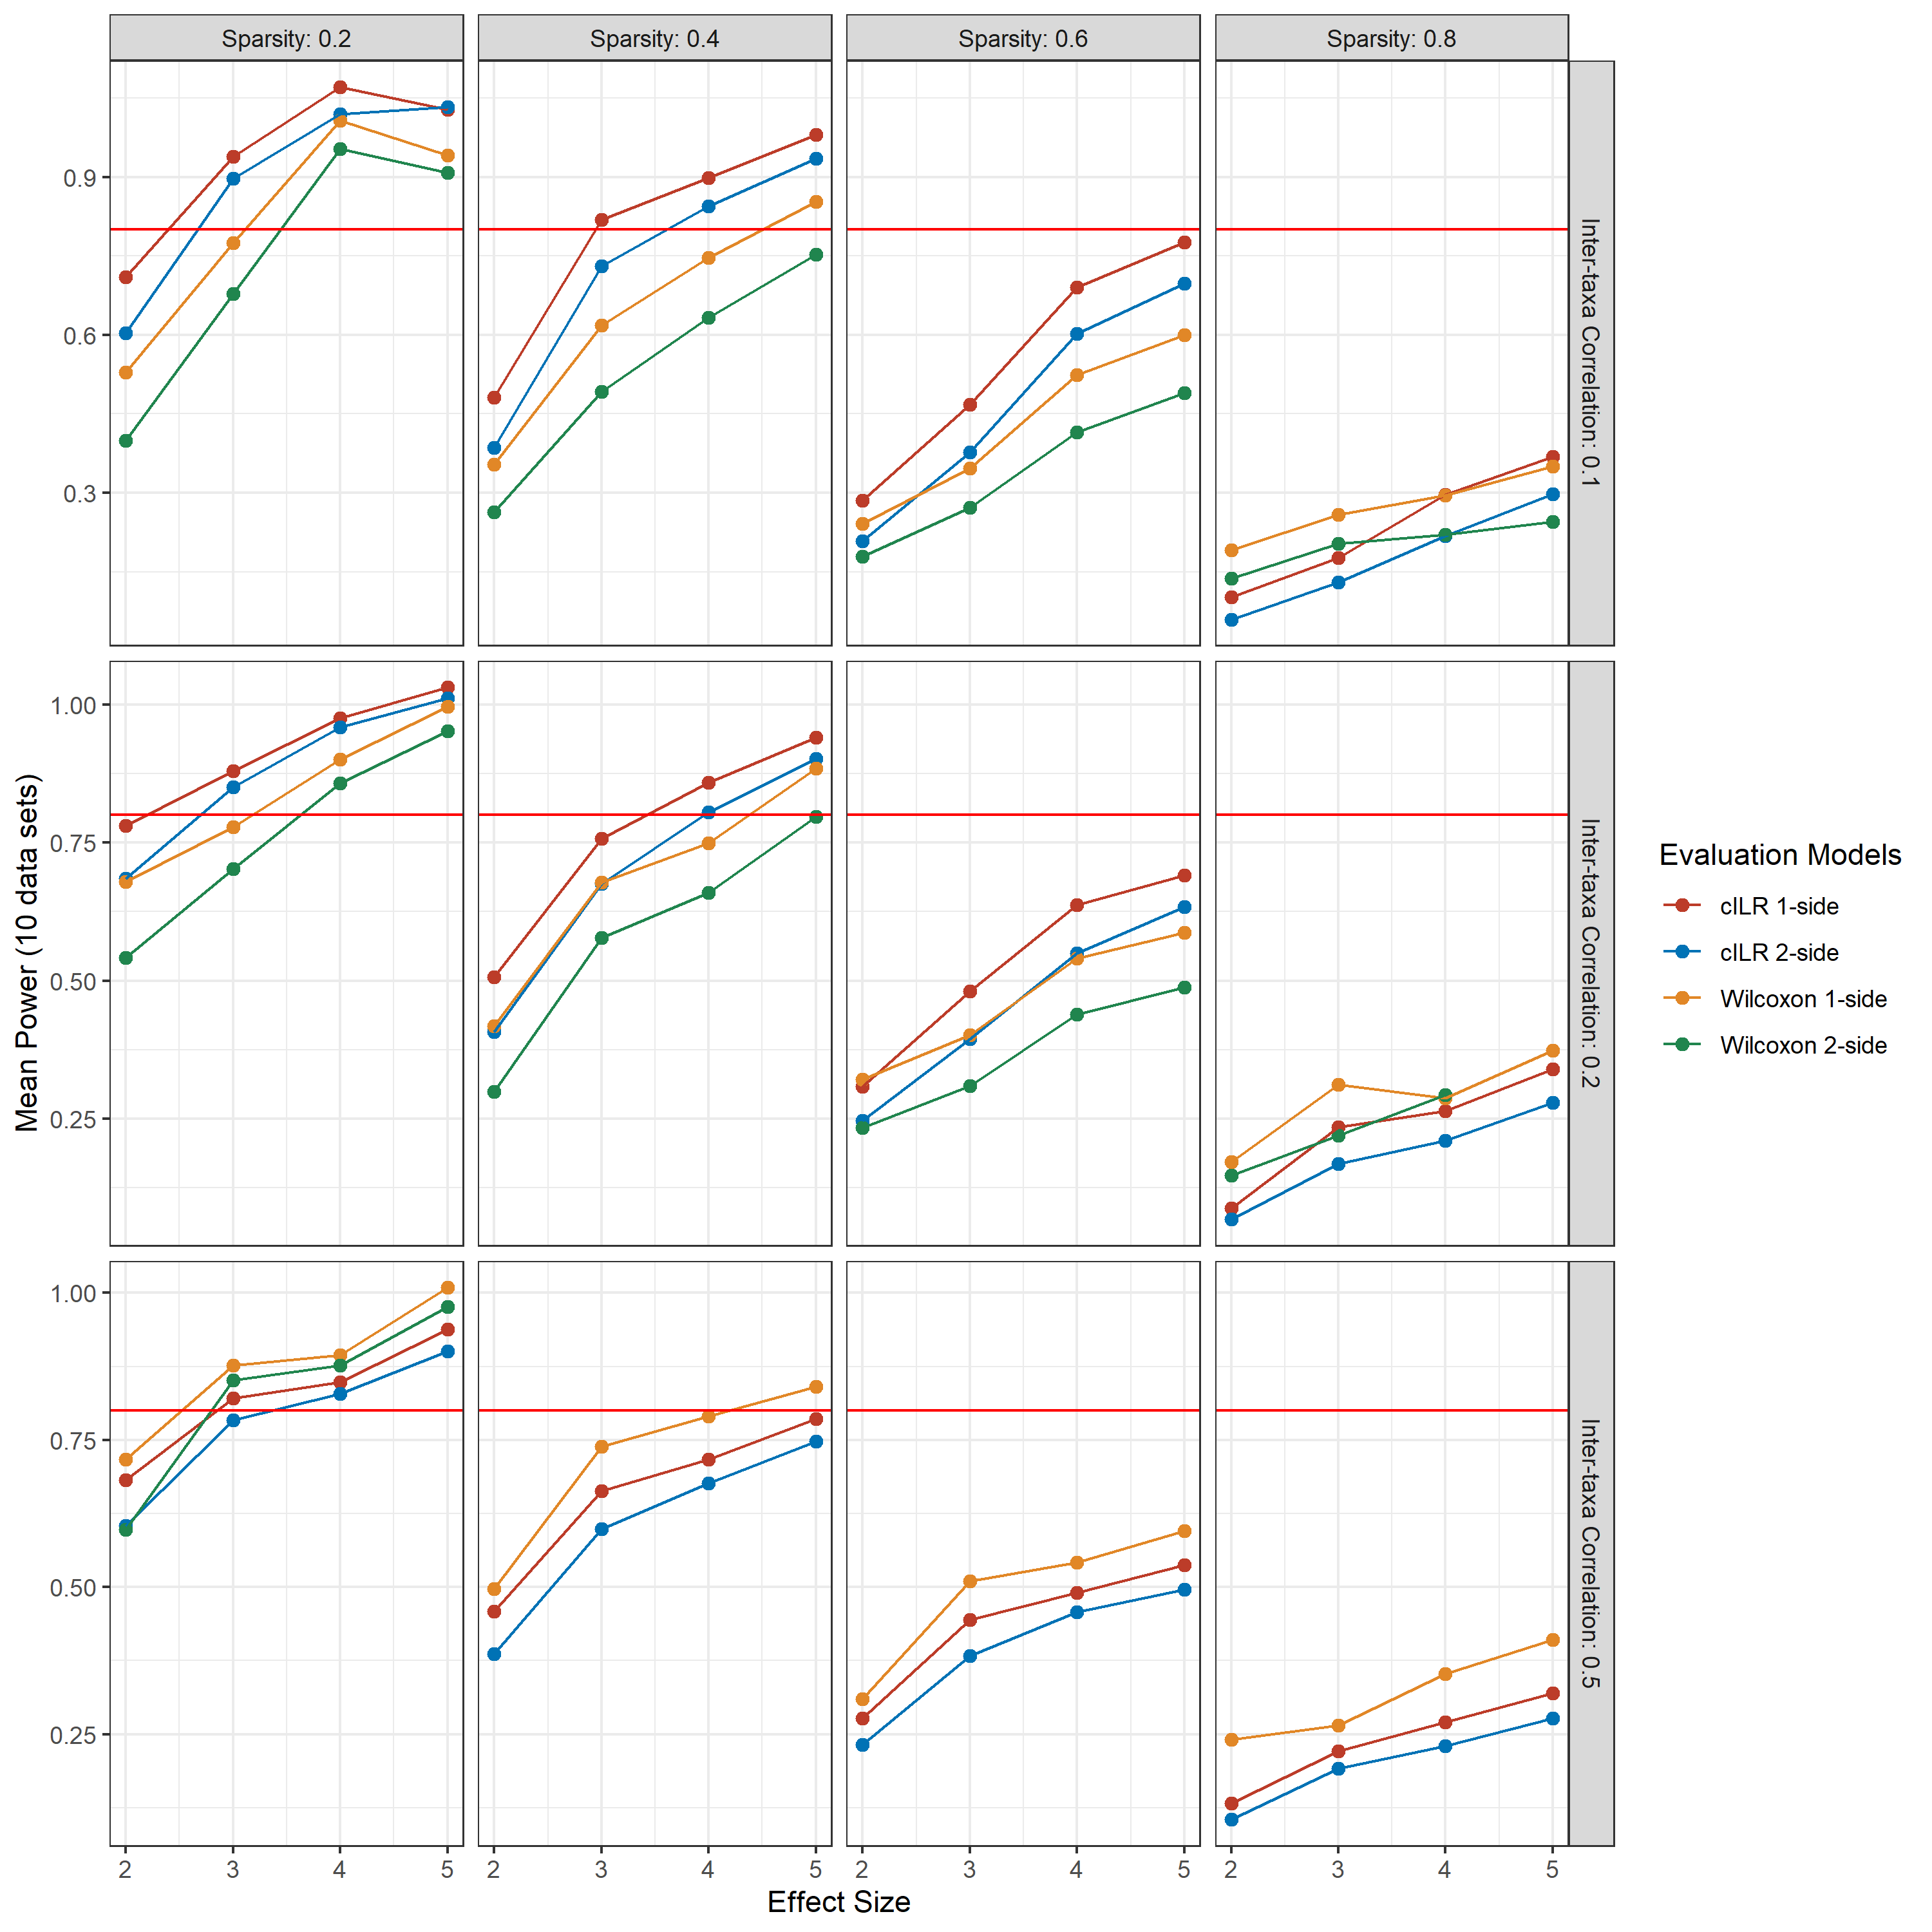 Sparsity: 0.2
Sparsity: 0.4
Sparsity: 0.6
Sparsity: 0.8
0.9
0.6
0.3
Inter-taxa Correlation: 0.1
1.00
0.75
0.50
0.25
Inter-taxa Correlation: 0.2
1.00
0.75
0.50
0.25
Inter-taxa Correlation: 0.5
Mean Power (10 data sets)
2 3 4 5
2 3 4 5
2 3 4 5
2 3 4 5
Effect Size
Evaluation Models
cILR 1-side
cILR 2-side
Wilcoxon 1-side
Wilcoxon 2-side